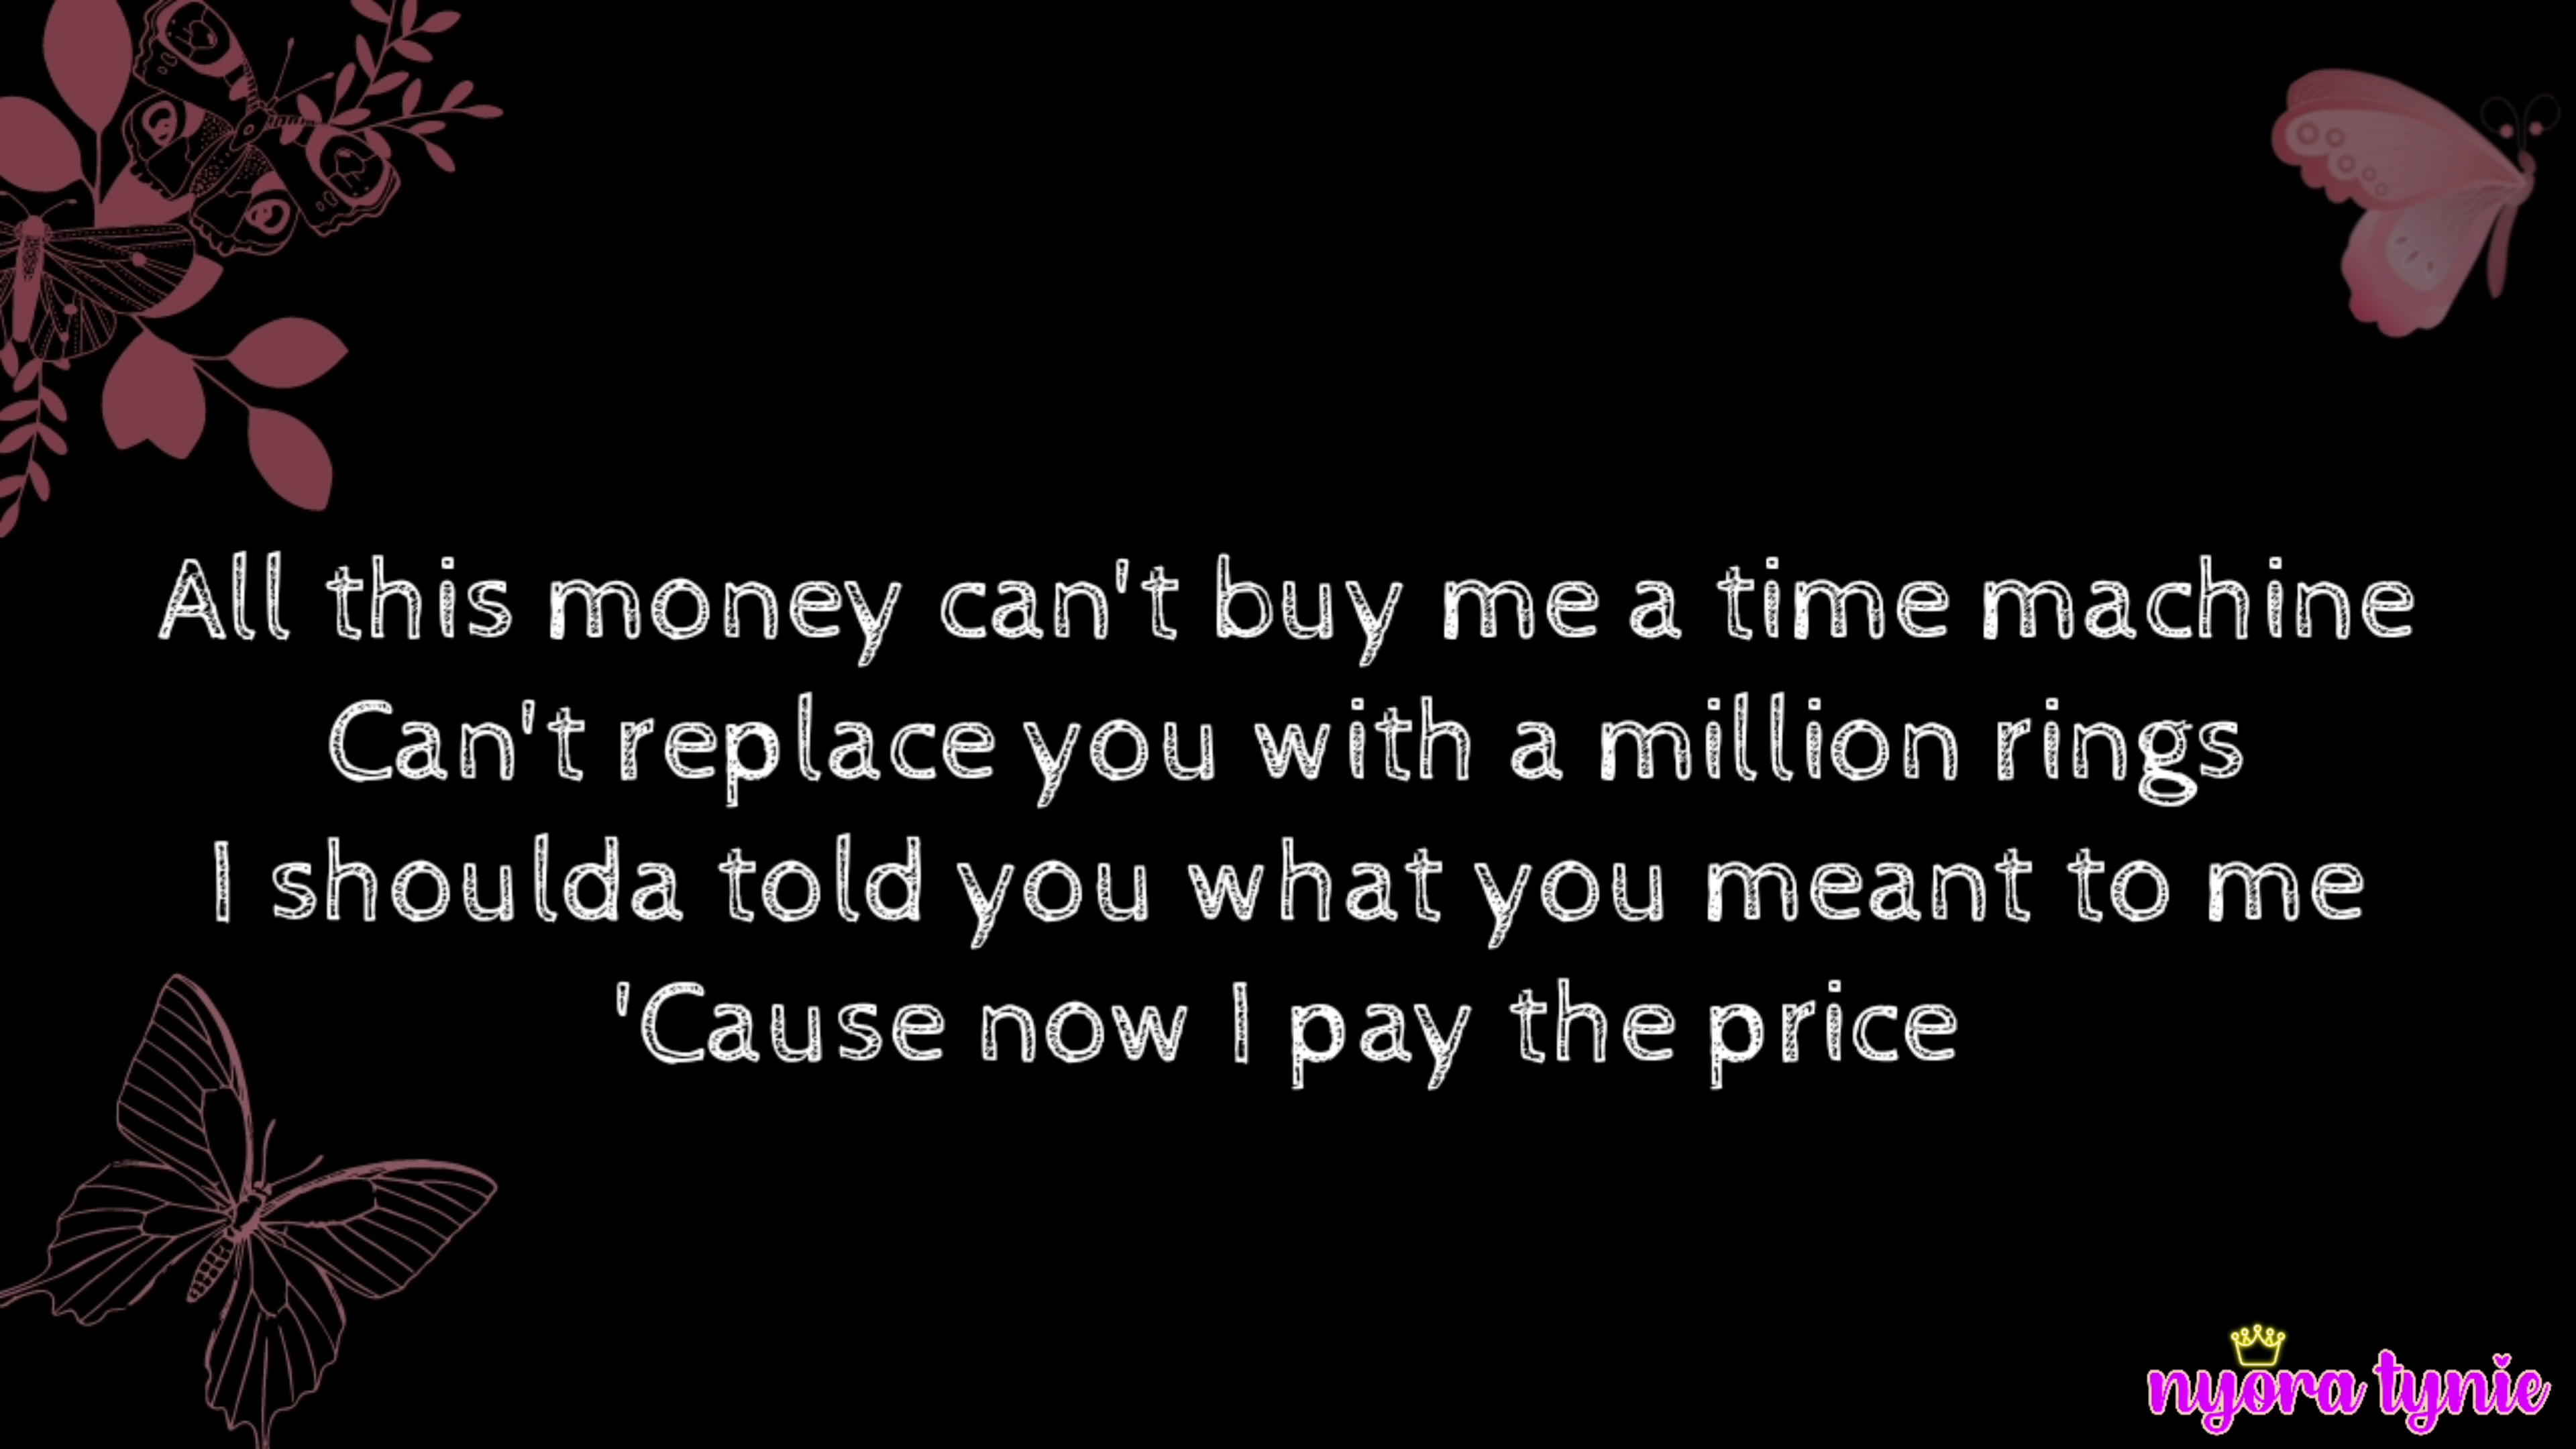 All this money can't buy me a time machine
Can't replace you with a million rings
I shoulda told you what you meant to me
'Cause now I pay the price
nyora tynie